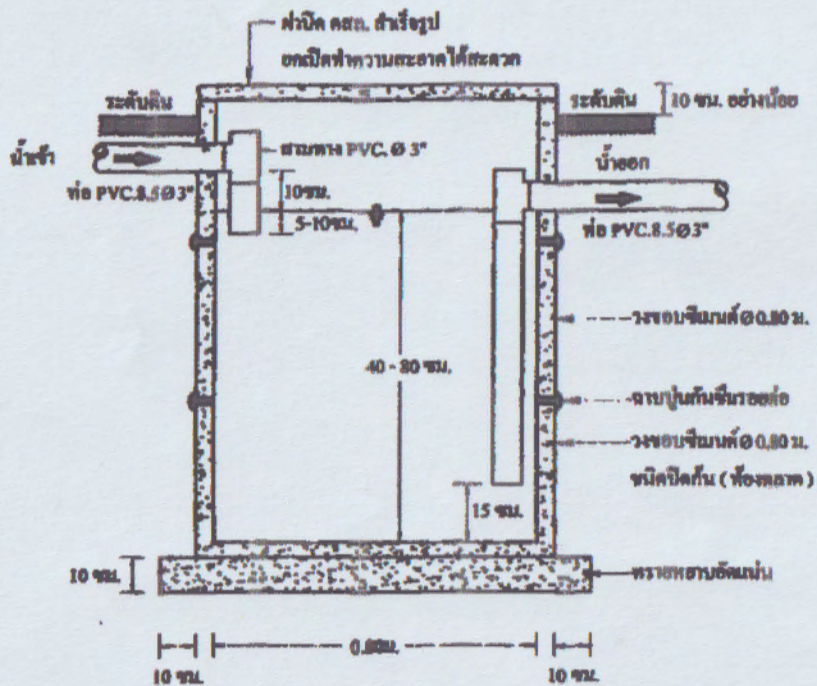 ฝาปิด คสล. สำเร็จรูป
ยกเปิดทำความสะอาดได้สะดวก
ระดับดิน
ระดับดิน
10 ซม. อย่างน้อย
น้ำเข้า
สามทาง PVC. Ø 3"
น้ำออก
ท่อ PVC.8.5Ø3"
10ซม.
5-10ซม.
ท่อ PVC.8.5Ø3"
วงขอบซีเมนต์ Ø 0.80 ม.
40 - 80 ซม.
ฉาบปูนกันซึมรอยต่อ
วงขอบซีเมนต์ Ø 0.80 ม.
ชนิดปิดก้น ( ท้องตลาด )
15 ซม.
10 ซม.
ทรายหยาบอัดแน่น
0.80ม.
10 ซม.
10 ซม.